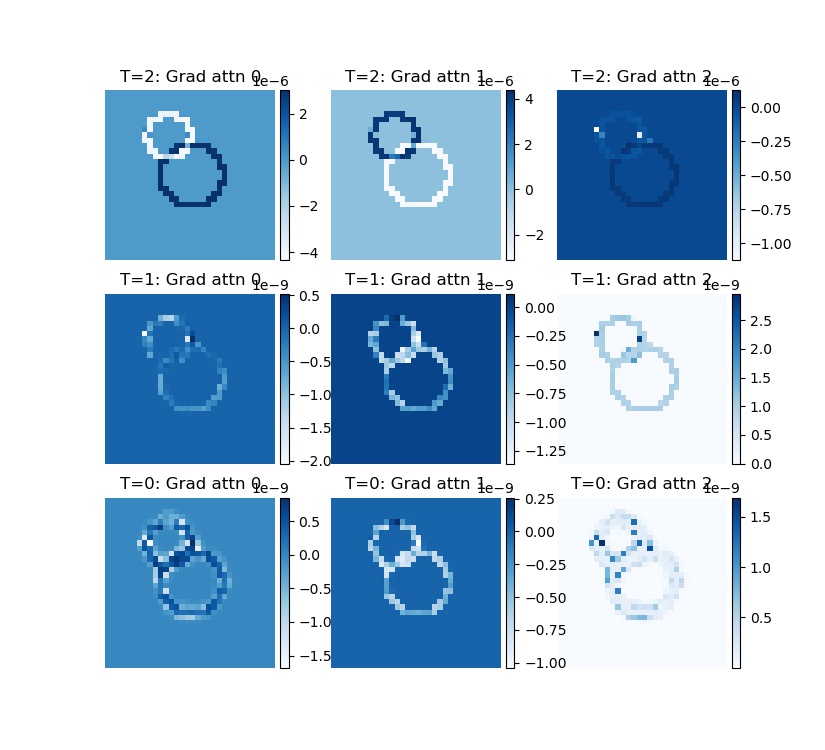 T=2: Grad attn 0
1e−6
T=2: Grad attn 1
1e−6
T=2: Grad attn 2
1e−6
2
0
−2
−4
4
2
0
−2
0.00
−0.25
−0.50
−0.75
−1.00
T=1: Grad attn 0
1e−9
T=1: Grad attn 1
1e−9
T=1: Grad attn 2
1e−9
0.5
0.0
−0.5
−1.0
−1.5
−2.0
0.00
−0.25
−0.50
−0.75
−1.00
−1.25
2.5
2.0
1.5
1.0
0.5
0.0
T=0: Grad attn 0
1e−9
T=0: Grad attn 1
1e−9
T=0: Grad attn 2
1e−9
0.5
0.0
−0.5
−1.0
−1.5
0.25
0.00
−0.25
−0.50
−0.75
−1.00
1.5
1.0
0.5